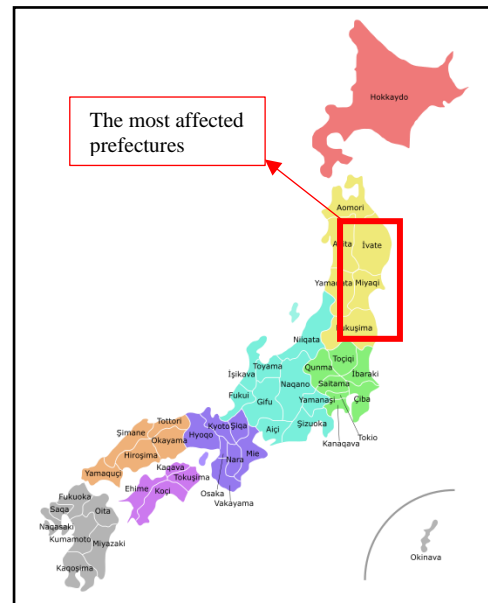 Hokkaydo
The most affected
prefectures
Aomori
Akita
İvate
Yamaqata
Miyaqi
Fukuşima
Niiqata
Toçiqi
Qunma
İbaraki
Toyama
İşikava
Saitama
Naqano
Fukui
Gifu
Yamanaşi
Çiba
Tokio
Kanaqava
Şizuoka
Aiçi
Tottori
Kyoto
Şiqa
Şimane
Hyoqo
Okayama
Hiroşima
Mie
Nara
Yamaquçi
Kaqava
Tokuşima
Ehime
Koçi
Osaka
Vakayama
Fukuoka
Saqa
Oita
Naqasaki
Kumamoto
Miyazaki
Kaqoşima
Okinava